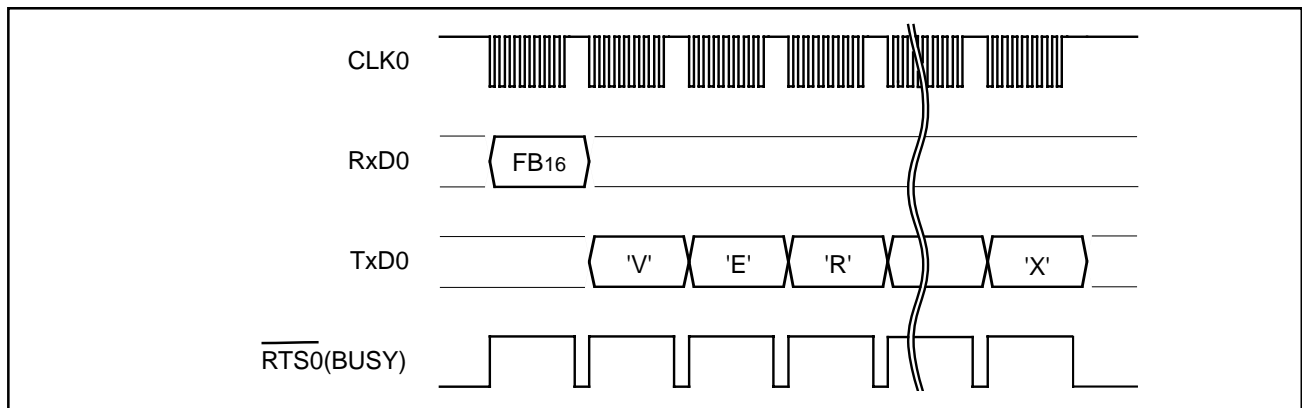 CLK0
RxD0
FB16
TxD0
'V' 'E' 'R' 'X'
RTS0(BUSY)